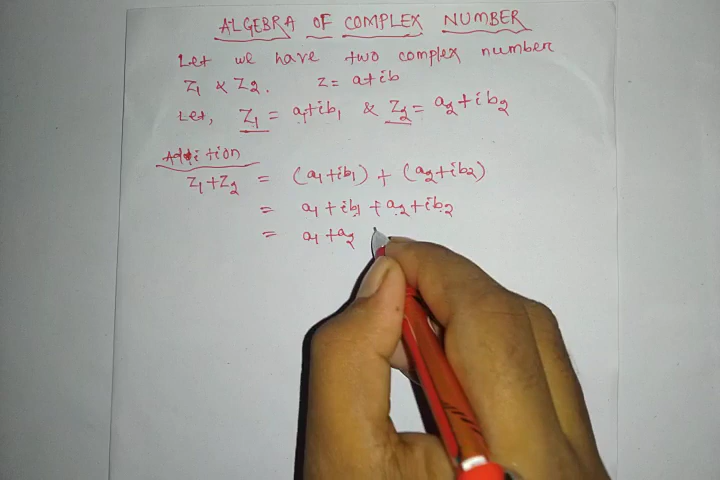 ALGEBRA OF COMPLEX NUMBER
Let we have two complex number
Z₁ & Z₂. Z = a+ib
Let, Z₁ = a₁+ib₁ & Z₂ = a₂+ib₂
Addition
Z₁+Z₂ = (a₁+ib₁) + (a₂+ib₂)
= a₁ + ib₁ + a₂ + ib₂
= a₁ + a₂